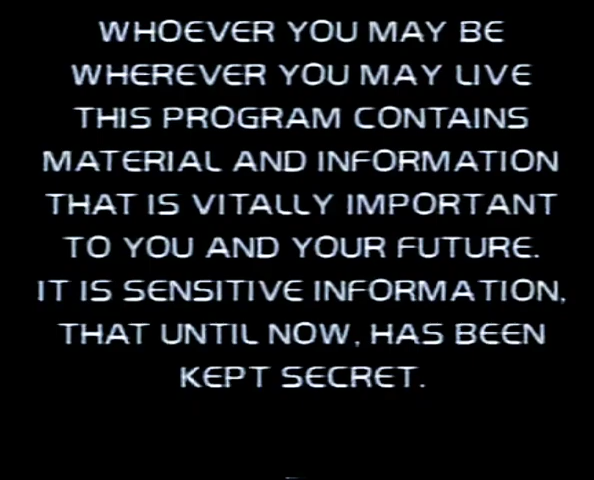 WHOEVER YOU MAY BE
WHEREVER YOU MAY LIVE
THIS PROGRAM CONTAINS
MATERIAL AND INFORMATION
THAT IS VITALLY IMPORTANT
TO YOU AND YOUR FUTURE.
IT IS SENSITIVE INFORMATION,
THAT UNTIL NOW, HAS BEEN
KEPT SECRET.